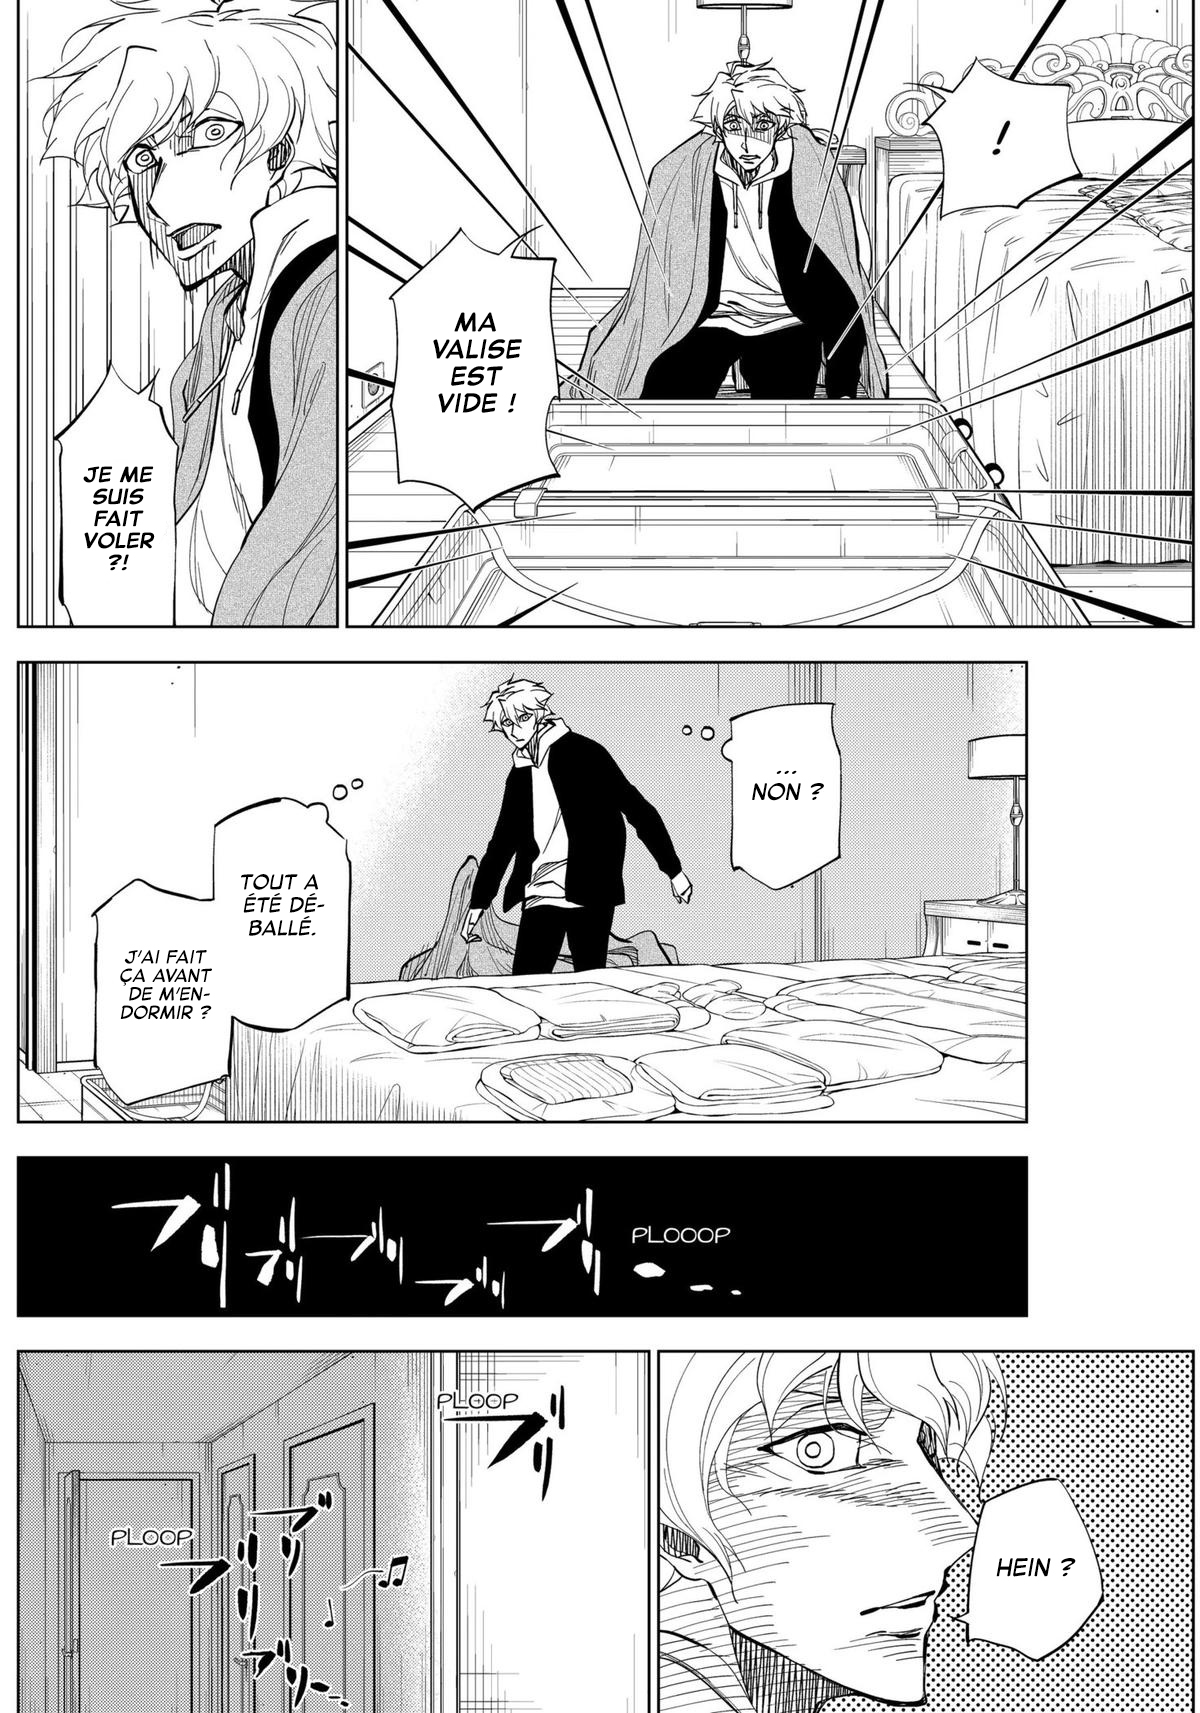 !
MA
VALISE
EST
VIDE !
JE ME
SUIS
FAIT
VOLER
?!
...
NON ?
TOUT A
ÉTÉ DÉ-
BALLÉ.
J'AI FAIT
ÇA AVANT
DE M'EN-
DORMIR ?
PLOOOP
HEIN ?
PLOOP
PLOOP